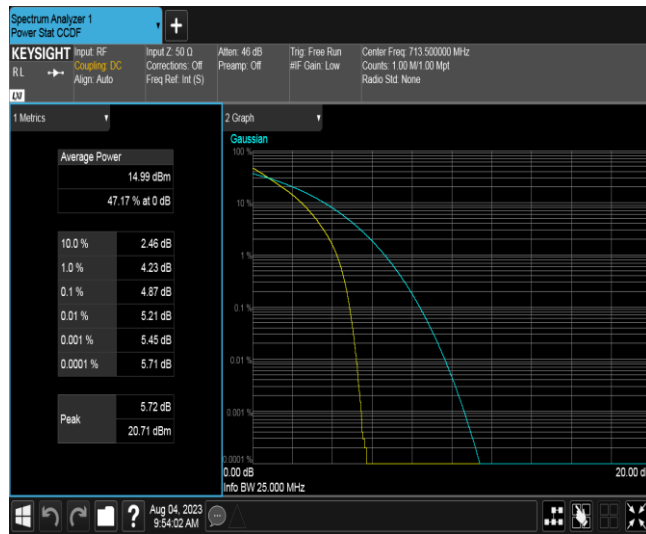 Spectrum Analyzer 1
Power Stat CCDF
+
KEYSIGHT
RL
LXI
Input: RF
Coupling: DC
Align: Auto
Input Z: 50 Ω
Corrections: Off
Freq Ref: Int (S)
Atten: 46 dB
Preamp: Off
Trig: Free Run
#IF Gain: Low
Center Freq: 713.500000 MHz
Counts: 1.00 M/1.00 Mpt
Radio Std: None
1 Metrics
Average Power
14.99 dBm
47.17 % at 0 dB
10.0 % 2.46 dB
1.0 % 4.23 dB
0.1 % 4.87 dB
0.01 % 5.21 dB
0.001 % 5.45 dB
0.0001 % 5.71 dB
Peak
5.72 dB
20.71 dBm
2 Graph
Gaussian
100 %
10 %
1 %
0.1 %
0.01 %
0.001 %
0.0001 %
0.00 dB 20.00 d
Info BW 25.000 MHz
?
Aug 04, 2023
9:54:02 AM